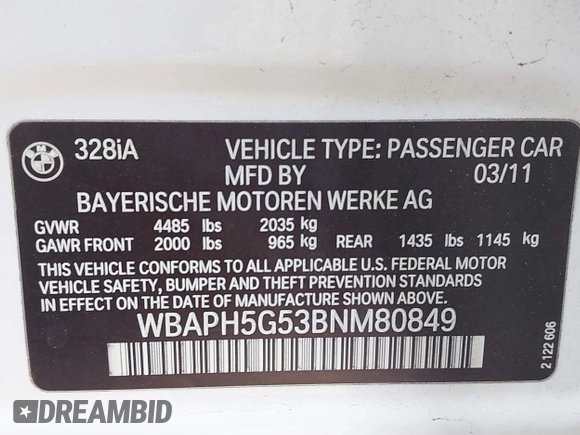 BMW
328iA VEHICLE TYPE: PASSENGER CAR
MFD BY 03/11
BAYERISCHE MOTOREN WERKE AG
GVWR 4485 lbs 2035 kg
GAWR FRONT 2000 lbs 965 kg REAR 1435 lbs 1145 kg
THIS VEHICLE CONFORMS TO ALL APPLICABLE U.S. FEDERAL MOTOR
VEHICLE SAFETY, BUMPER AND THEFT PREVENTION STANDARDS
IN EFFECT ON THE DATE OF MANUFACTURE SHOWN ABOVE.
WBAPH5G53BNM80849
2 122 606
DREAMBID